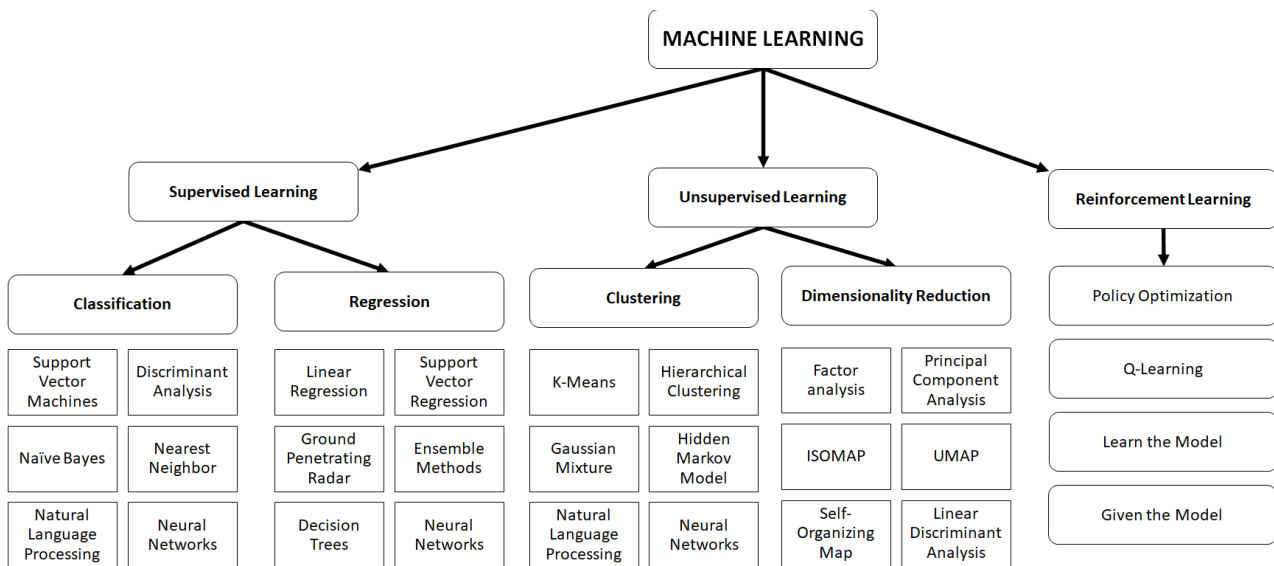 MACHINE LEARNING
Supervised Learning
Unsupervised Learning
Reinforcement Learning
Classification
Regression
Clustering
Dimensionality Reduction
Policy Optimization
Support
Vector
Machines
Discriminant
Analysis
Linear
Regression
Support
Vector
Regression
K-Means
Hierarchical
Clustering
Factor
analysis
Principal
Component
Analysis
Q-Learning
Naïve Bayes
Nearest
Neighbor
Ground
Penetrating
Radar
Ensemble
Methods
Gaussian
Mixture
Hidden
Markov
Model
ISOMAP
UMAP
Learn the Model
Natural
Language
Processing
Neural
Networks
Decision
Trees
Neural
Networks
Natural
Language
Processing
Neural
Networks
Self-
Organizing
Map
Linear
Discriminant
Analysis
Given the Model